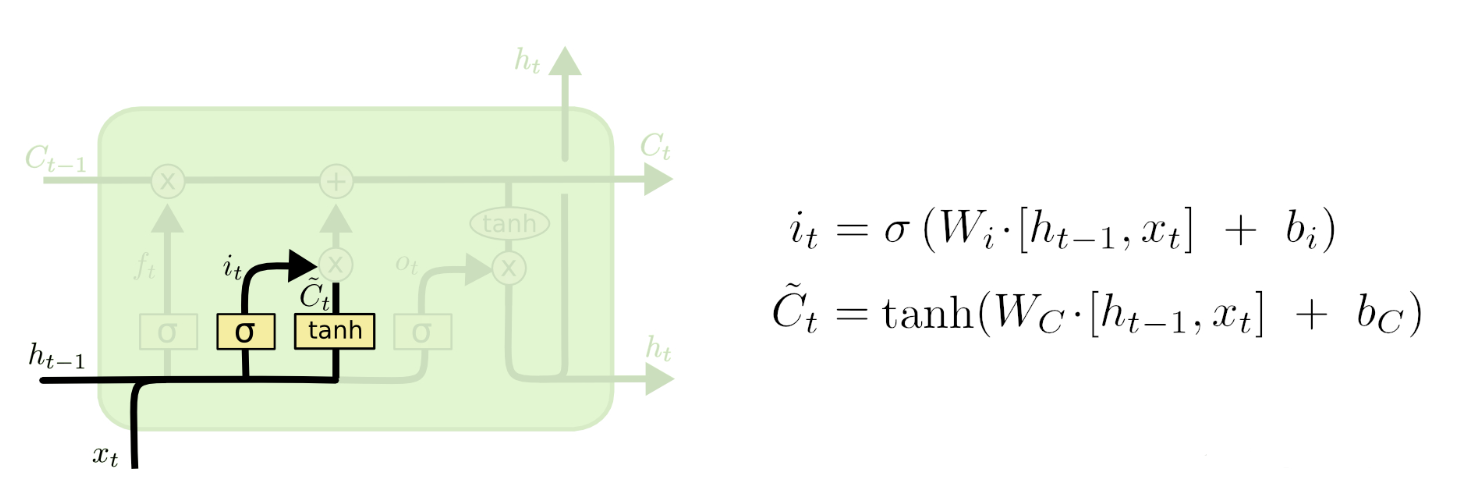 h_t
C_{t-1}
C_t
x
+
tanh
f_t
i_t
x
o_t
x
C̃_t
σ
σ
tanh
σ
h_{t-1}
h_t
x_t
i_t = σ (W_i·[h_{t-1}, x_t] + b_i)
C̃_t = tanh(W_C·[h_{t-1}, x_t] + b_C)